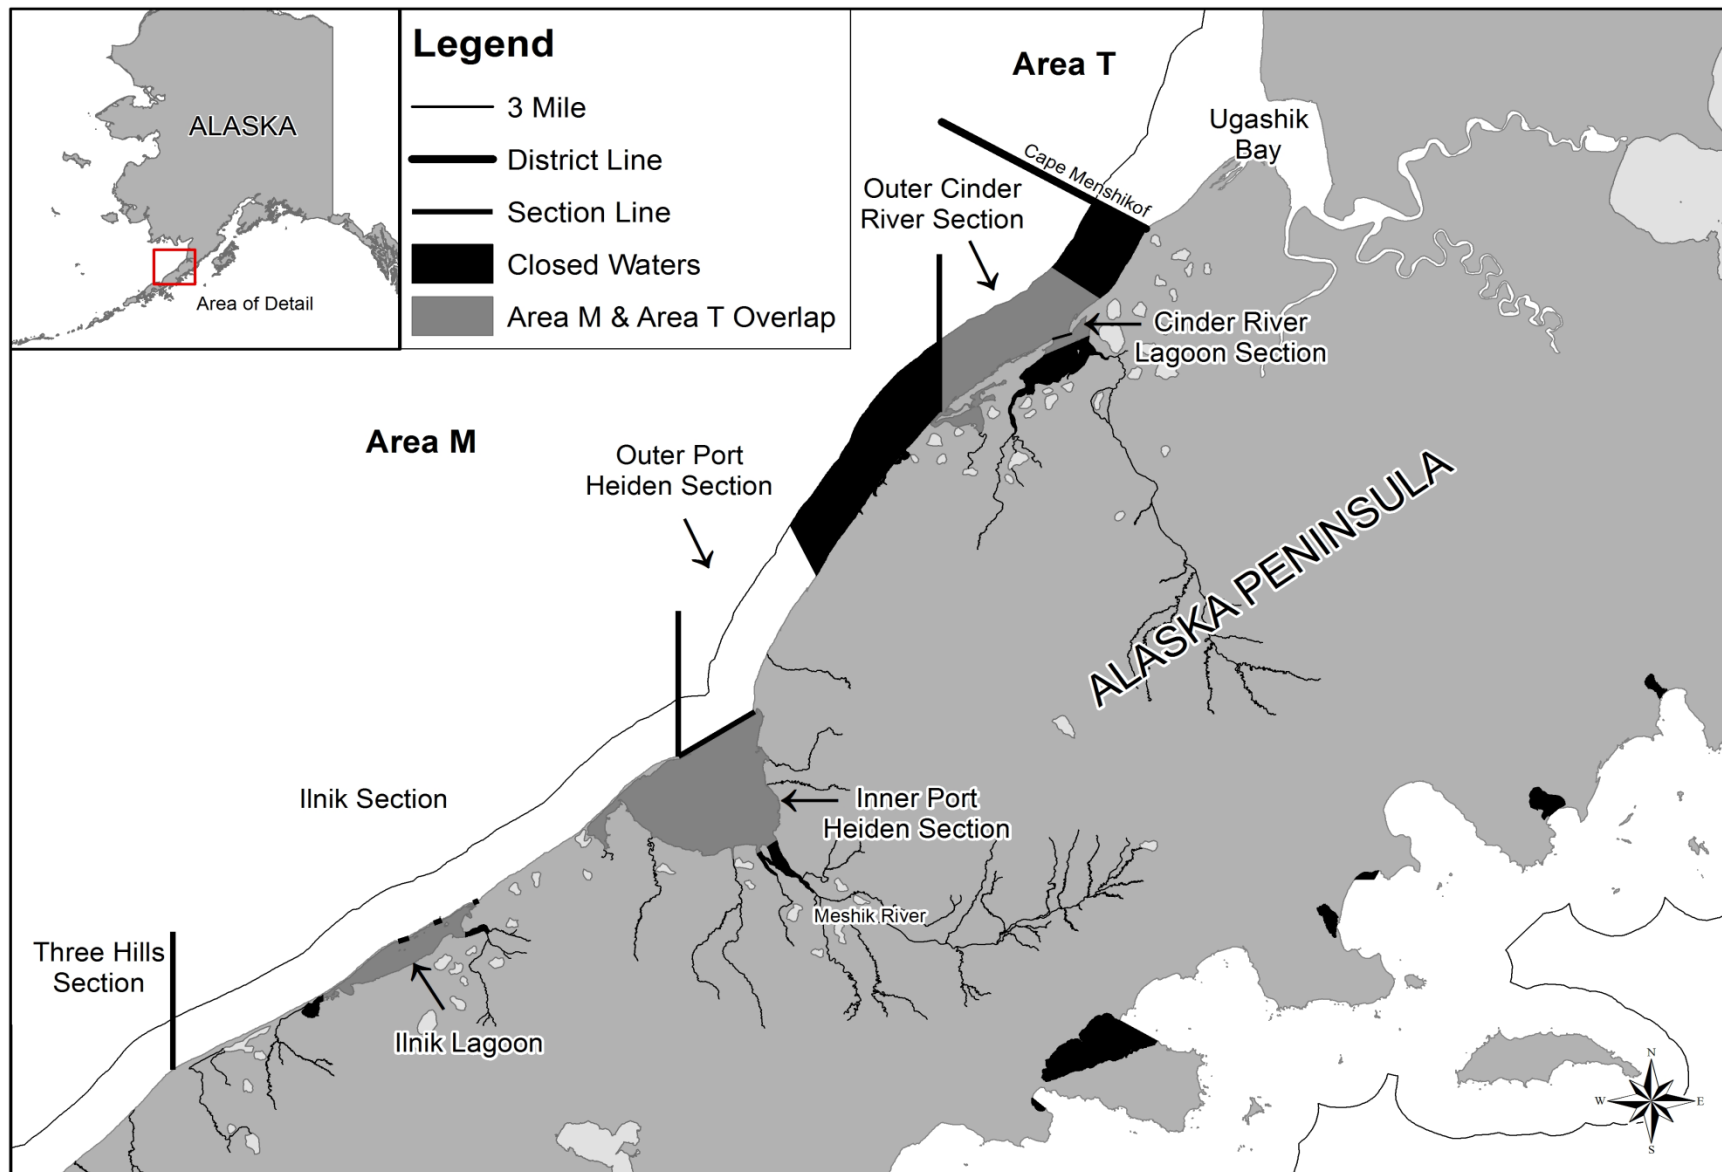 ALASKA
Area of Detail
Legend
3 Mile
District Line
Section Line
Closed Waters
Area M & Area T Overlap
Area T
Ugashik
Bay
Cape Menshikof
Outer Cinder
River Section
Cinder River
Lagoon Section
Area M
Outer Port
Heiden Section
ALASKA PENINSULA
Ilnik Section
Inner Port
Heiden Section
Meshik River
Three Hills
Section
Ilnik Lagoon
N
W
E
S